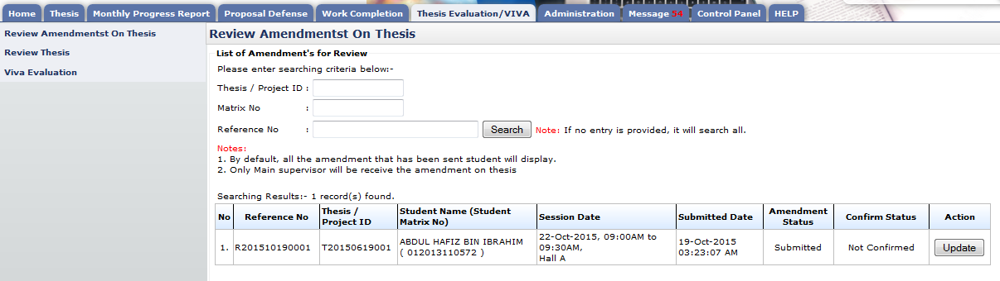 Home Thesis Monthly Progress Report Proposal Defense Work Completion Thesis Evaluation/VIVA Administration Message 54 Control Panel HELP
Review Amendmentst On Thesis
Review Thesis
Viva Evaluation
Review Amendmentst On Thesis
List of Amendment's for Review
Please enter searching criteria below:-
Thesis / Project ID :
Matrix No :
Reference No : Search Note: If no entry is provided, it will search all.
Notes:
1. By default, all the amendment that has been sent student will display.
2. Only Main supervisor will be receive the amendment on thesis
Searching Results:- 1 record(s) found.
No Reference No Thesis / Project ID Student Name (Student Matrix No) Session Date Submitted Date Amendment Status Confirm Status Action
1. R201510190001 T20150619001 ABDUL HAFIZ BIN IBRAHIM ( 012013110572 ) 22-Oct-2015, 09:00AM to 09:30AM, Hall A 19-Oct-2015 03:23:07 AM Submitted Not Confirmed Update